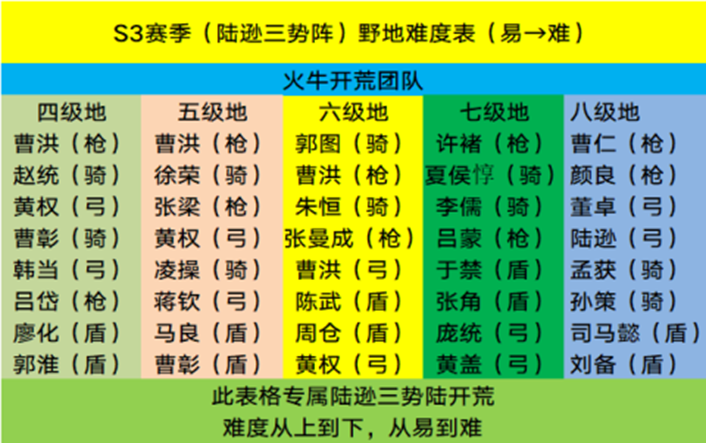 S3赛季（陆逊三势阵）野地难度表（易→难）
火牛开荒团队
四级地 五级地 六级地 七级地 八级地
曹洪（枪） 曹洪（枪） 郭图（骑） 许褚（枪） 曹仁（枪）
赵统（骑） 徐荣（骑） 曹洪（枪） 夏侯惇（骑） 颜良（枪）
黄权（弓） 张梁（枪） 朱恒（骑） 李儒（骑） 董卓（弓）
曹彰（骑） 黄权（弓） 张曼成（枪） 吕蒙（枪） 陆逊（弓）
韩当（弓） 凌操（骑） 曹洪（弓） 于禁（盾） 孟获（骑）
吕岱（枪） 蒋钦（弓） 陈武（盾） 张角（盾） 孙策（骑）
廖化（盾） 马良（盾） 周仓（盾） 庞统（弓） 司马懿（盾）
郭淮（盾） 曹彰（盾） 黄权（弓） 黄盖（弓） 刘备（盾）
此表格专属陆逊三势陆开荒
难度从上到下，从易到难